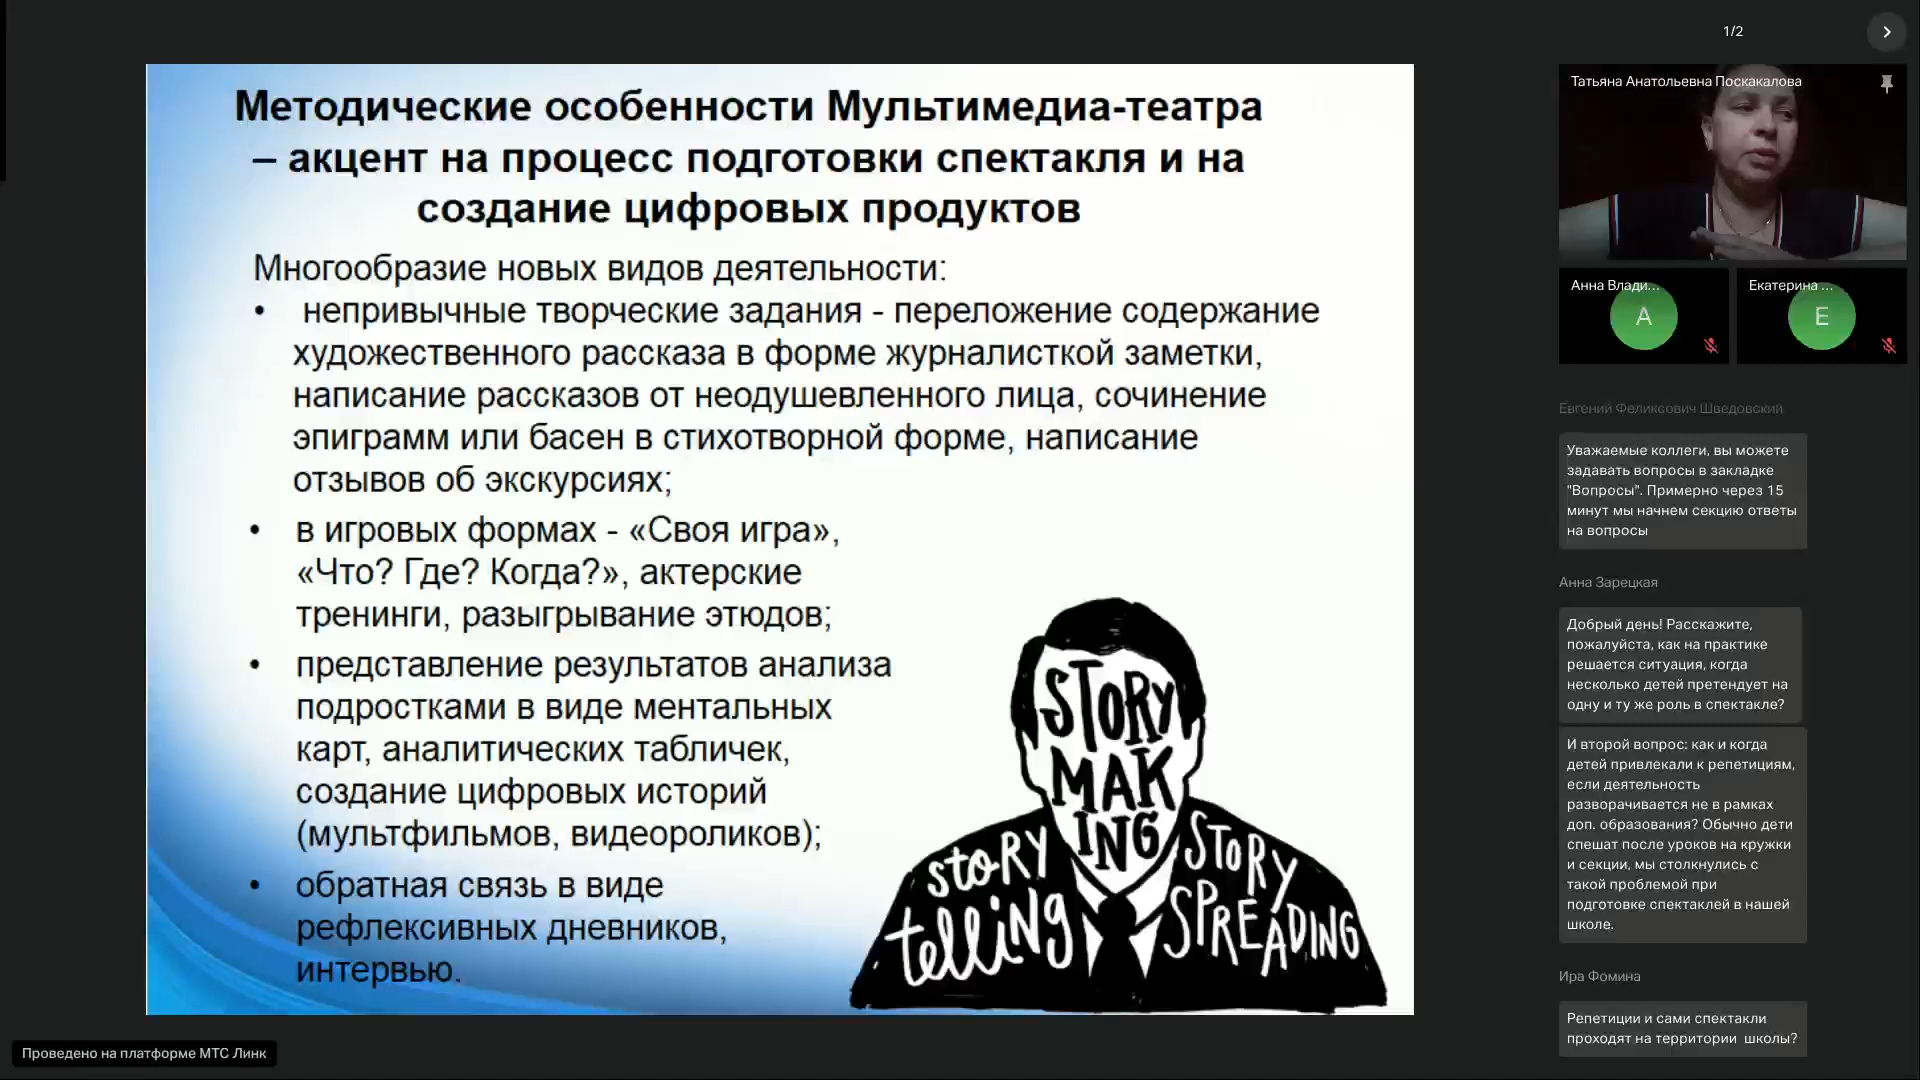 1/2
Методические особенности Мультимедиа-театра
– акцент на процесс подготовки спектакля и на
создание цифровых продуктов
Многообразие новых видов деятельности:
• непривычные творческие задания - переложение содержание
художественного рассказа в форме журналисткой заметки,
написание рассказов от неодушевленного лица, сочинение
эпиграмм или басен в стихотворной форме, написание
отзывов об экскурсиях;
• в игровых формах - «Своя игра»,
«Что? Где? Когда?», актерские
тренинги, разыгрывание этюдов;
• представление результатов анализа
подростками в виде ментальных
карт, аналитических табличек,
создание цифровых историй
(мультфильмов, видеороликов);
• обратная связь в виде
рефлексивных дневников,
интервью.
STORY
MAK
ING
story
telling
STORY
SPREADING
Татьяна Анатольевна Поскакалова
Анна Влади...
A
Екатерина ...
E
Евгений Феликсович Шведовский
Уважаемые коллеги, вы можете
задавать вопросы в закладке
"Вопросы". Примерно через 15
минут мы начнем секцию ответы
на вопросы
Анна Зарецкая
Добрый день! Расскажите,
пожалуйста, как на практике
решается ситуация, когда
несколько детей претендует на
одну и ту же роль в спектакле?
И второй вопрос: как и когда
детей привлекали к репетициям,
если деятельность
разворачивается не в рамках
доп. образования? Обычно дети
спешат после уроков на кружки
и секции, мы столкнулись с
такой проблемой при
подготовке спектаклей в нашей
школе.
Ира Фомина
Репетиции и сами спектакли
проходят на территории школы?
Проведено на платформе МТС Линк